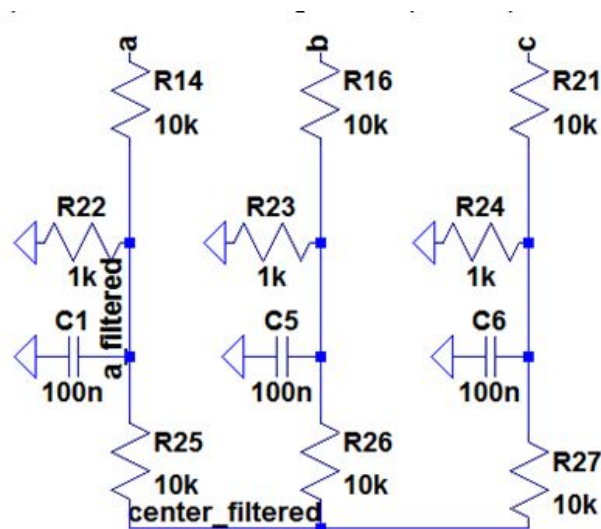 a
b
c
R14
R16
R21
10k
10k
10k
R22
R23
R24
1k
1k
1k
a_filtered
C1
C5
C6
100n
100n
100n
R25
R26
R27
10k
10k
10k
center_filtered